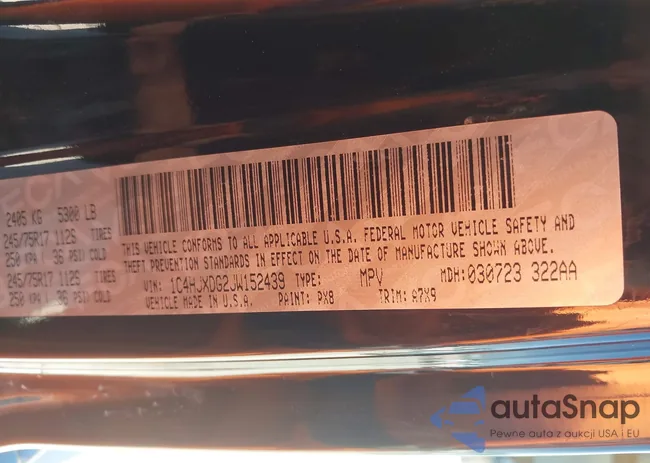 2405 KG 5300 LB
245/75R17 112S TIRES
250 KPA / 36 PSI COLD
245/75R17 112S TIRES
250 KPA / 36 PSI COLD
THIS VEHICLE CONFORMS TO ALL APPLICABLE U.S.A. FEDERAL MOTOR VEHICLE SAFETY AND
THEFT PREVENTION STANDARDS IN EFFECT ON THE DATE OF MANUFACTURE SHOWN ABOVE.
VIN: 1C4HJXDG2JW152439 TYPE: MPV MDH: 030723 322AA
VEHICLE MADE IN U.S.A. PAINT: PX8 TRIM: A7X9
autaSnap
Pewne auta z aukcji USA i EU